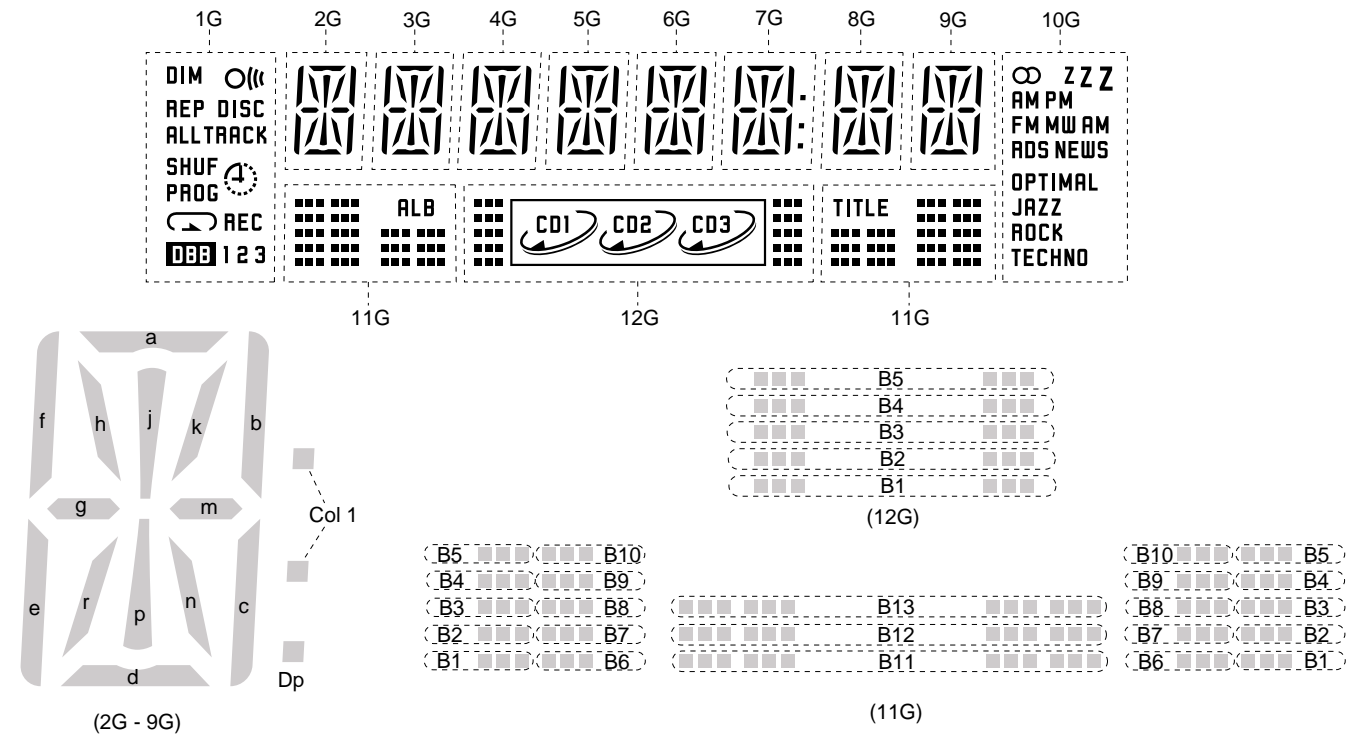 1G 2G 3G 4G 5G 6G 7G 8G 9G 10G
DIM
REP DISC
ALL TRACK
SHUF
PROG
REC
DBB 1 2 3
ALB
CD1 CD2 CD3
TITLE
Z Z Z
AM PM
FM MW AM
RDS NEWS
OPTIMAL
JAZZ
ROCK
TECHNO
11G 12G 11G
a
f h j k b
g m
e r p n c
d
Col 1
Dp
(2G - 9G)
B5
B4
B3
B2
B1
(12G)
B5 B10
B4 B9
B3 B8
B2 B7
B1 B6
B13
B12
B11
(11G)
B10 B5
B9 B4
B8 B3
B7 B2
B6 B1